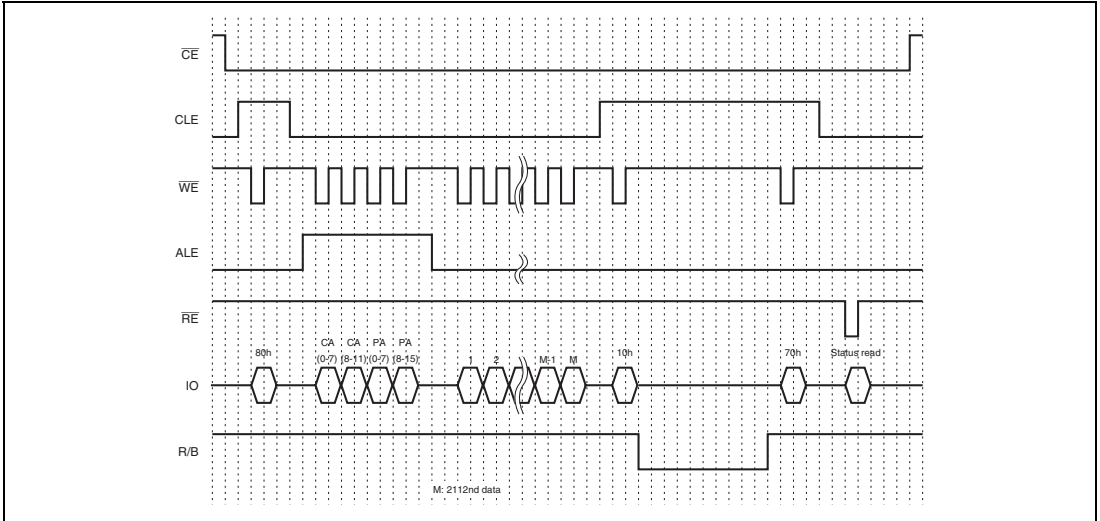 CE
CLE
WE
ALE
RE
80h CA CA PA PA 10h 70h Status read
(0-7) (8-11) (0-7) (8-15) 1 2 M-1 M
IO
R/B
M: 2112nd data